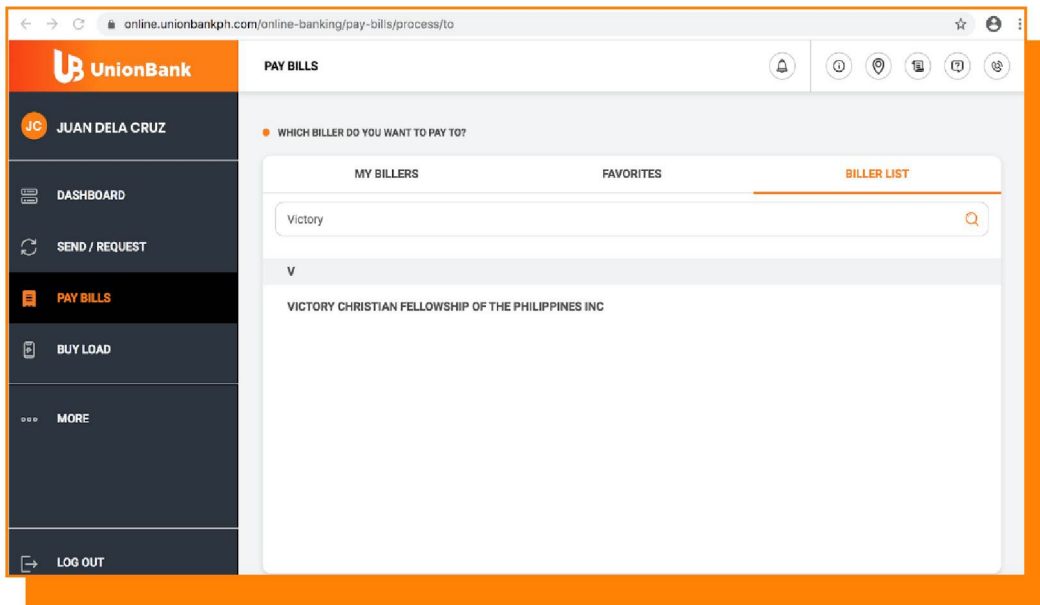 online.unionbankph.com/online-banking/pay-bills/process/to
UB UnionBank
PAY BILLS
JC JUAN DELA CRUZ
WHICH BILLER DO YOU WANT TO PAY TO?
MY BILLERS FAVORITES BILLER LIST
DASHBOARD
Victory
SEND / REQUEST
V
PAY BILLS
VICTORY CHRISTIAN FELLOWSHIP OF THE PHILIPPINES INC
BUY LOAD
MORE
LOG OUT